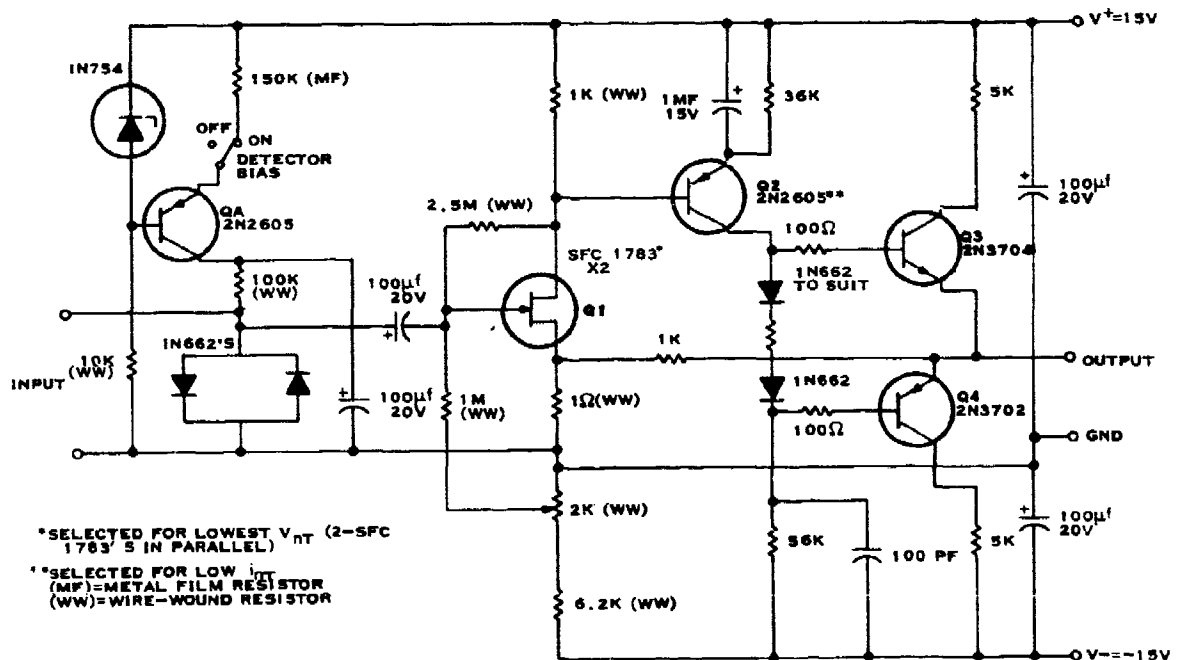 V+=15V
IN754
150K (MF)
1K (WW)
1MF
15V
36K
5K
OFF
ON
DETECTOR
BIAS
QA
2N2605
2.5M (WW)
Q2
2N2605**
100µf
20V
100Ω
Q3
2N3704
SFC 1783*
X2
100K
(WW)
100µf
20V
1N662
TO SUIT
Q1
IN662'S
1K
OUTPUT
10K
(WW)
INPUT
100µf
20V
1M
(WW)
1Ω(WW)
1N662
Q4
2N3702
100Ω
GND
2K (WW)
*SELECTED FOR LOWEST VnT (2-SFC
1783'S IN PARALLEL)
**SELECTED FOR LOW inT
(MF)=METAL FILM RESISTOR
(WW)=WIRE-WOUND RESISTOR
56K
100 PF
5K
100µf
20V
6.2K (WW)
V-=-15V